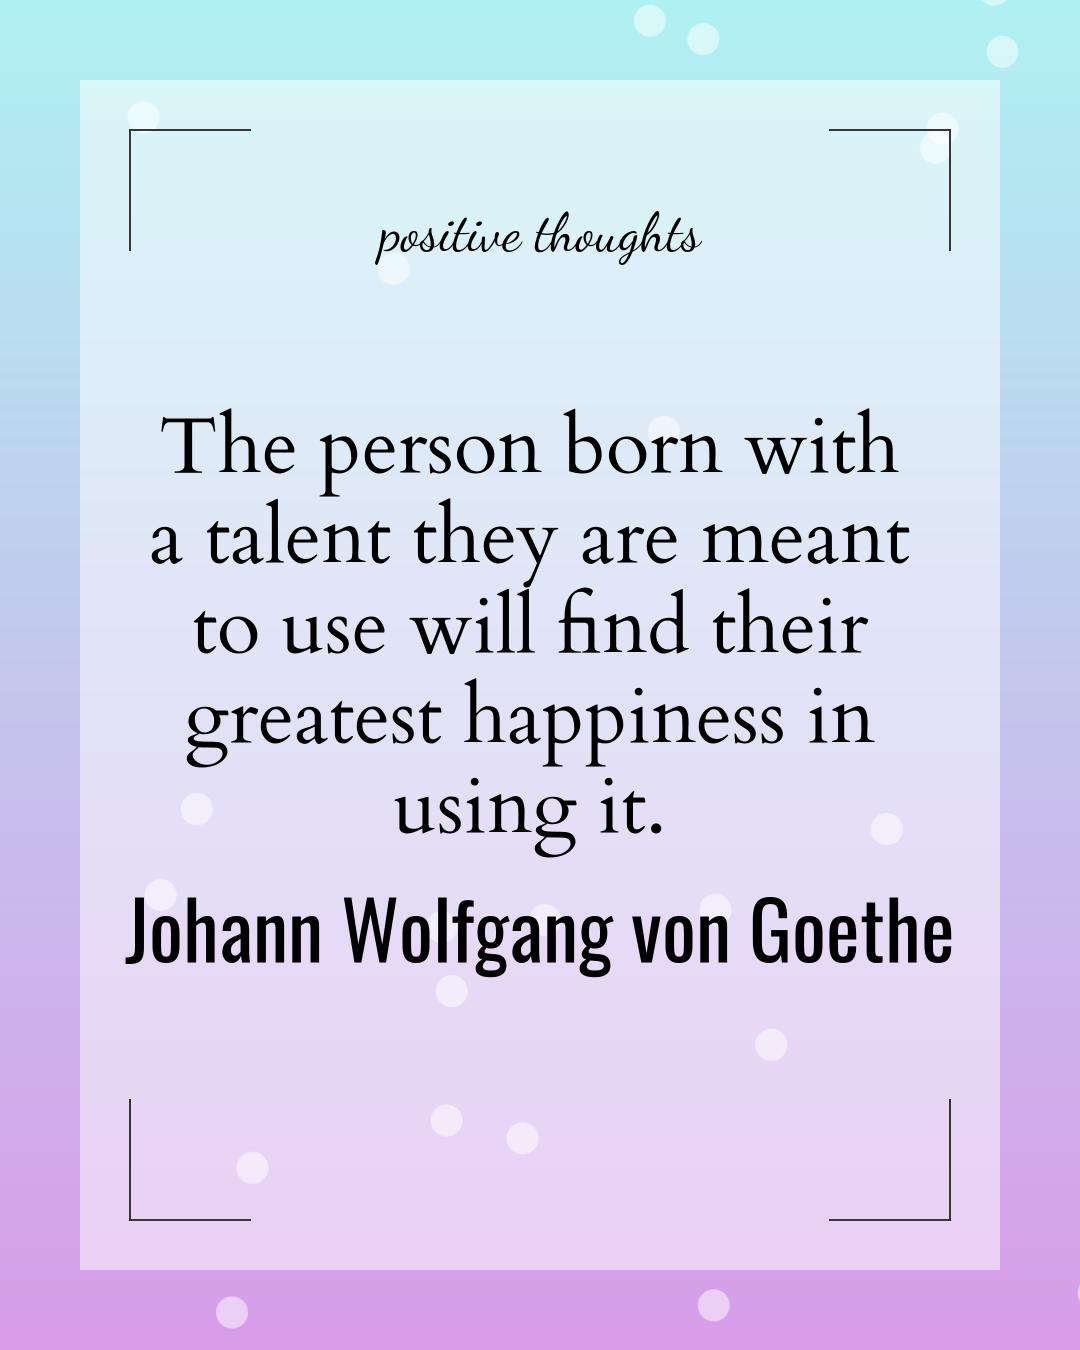 positive thoughts
The person born with
a talent they are meant
to use will find their
greatest happiness in
using it.
Johann Wolfgang von Goethe